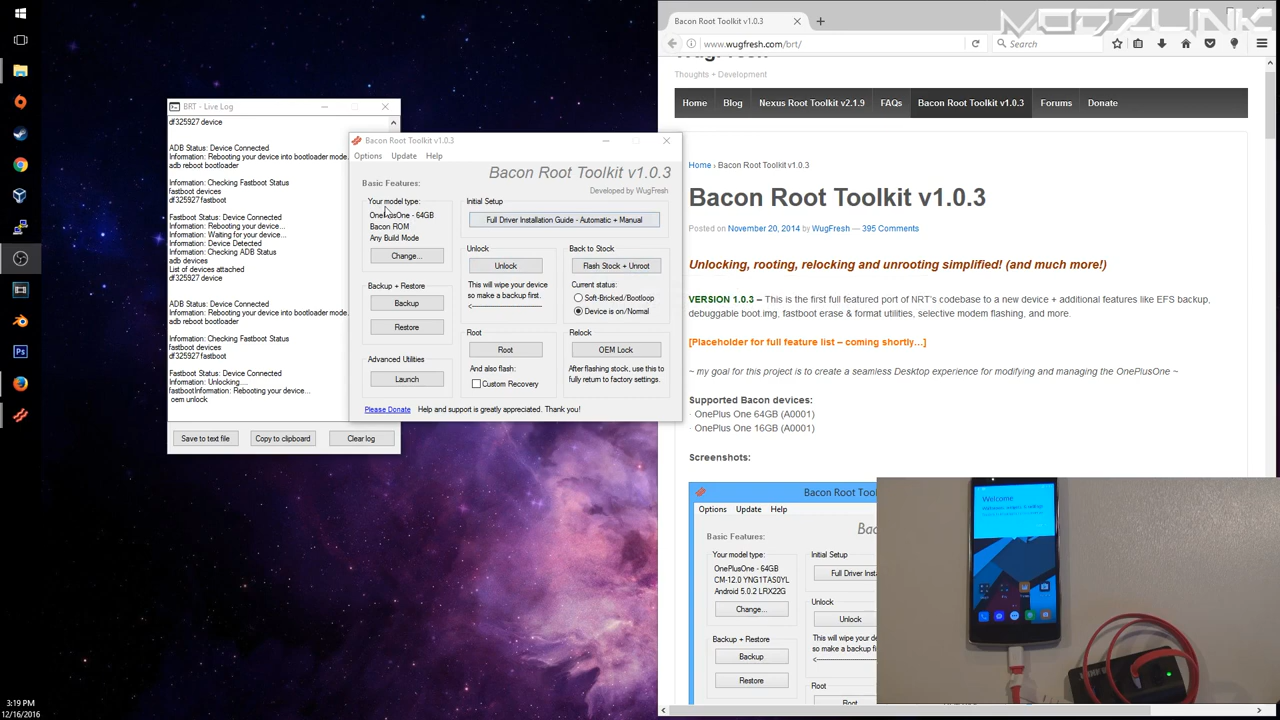 BRT - Live Log
df325927 device
ADB Status: Device Connected
Information: Rebooting your device into bootloader mode.
adb reboot bootloader
Information: Checking Fastboot Status
fastboot devices
df325927 fastboot
Fastboot Status: Device Connected
Information: Rebooting your device...
Information: Waiting for your device...
Information: Device Detected
Information: Checking ADB Status
adb devices
List of devices attached
df325927 device
ADB Status: Device Connected
Information: Rebooting your device into bootloader mode.
adb reboot bootloader
Information: Checking Fastboot Status
fastboot devices
df325927 fastboot
Fastboot Status: Device Connected
Information: Unlocking....
fastbootInformation: Rebooting your device...
oem unlock
Save to text file
Copy to clipboard
Clear log
Bacon Root Toolkit v1.0.3
Options Update Help
Bacon Root Toolkit v1.0.3
Developed by WugFresh
Basic Features:
Your model type:
OnePlusOne - 64GB
Bacon ROM
Any Build Mode
Change...
Backup + Restore
Backup
Restore
Advanced Utilities
Launch
Initial Setup
Full Driver Installation Guide - Automatic + Manual
Unlock
Unlock
This will wipe your device
so make a backup first.
<--------------------
Back to Stock
Flash Stock + Unroot
Current status:
Soft-Bricked/Bootloop
Device is on/Normal
Root
Root
And also flash:
Custom Recovery
Relock
OEM Lock
After flashing stock, use this to
fully return to factory settings.
Please Donate Help and support is greatly appreciated. Thank you!
MODZLINK
Bacon Root Toolkit v1.0.3
www.wugfresh.com/brt/
Search
WugFresh
Thoughts + Development
Home Blog Nexus Root Toolkit v2.1.9 FAQs Bacon Root Toolkit v1.0.3 Forums Donate
Home › Bacon Root Toolkit v1.0.3
Bacon Root Toolkit v1.0.3
Posted on November 20, 2014 by WugFresh — 395 Comments
Unlocking, rooting, relocking and unrooting simplified! (and much more!)
VERSION 1.0.3 – This is the first full featured port of NRT's codebase to a new device + additional features like EFS backup,
debuggable boot.img, fastboot erase & format utilities, selective modem flashing, and more.
[Placeholder for full feature list – coming shortly…]
~ my goal for this project is to create a seamless Desktop experience for modifying and managing the OnePlusOne ~
Supported Bacon devices:
· OnePlus One 64GB (A0001)
· OnePlus One 16GB (A0001)
Screenshots:
Bacon Root Tool
Options Update Help
Bac
Basic Features:
Your model type:
OnePlusOne - 64GB
CM-12.0 YNG1TAS0YL
Android 5.0.2 LRX22G
Change...
Backup + Restore
Backup
Restore
Initial Setup
Full Driver Insta
Unlock
Unlock
This will wipe your de
so make a backup firs
<--------------------
Root
Root
Welcome
3:19 PM
12/16/2016